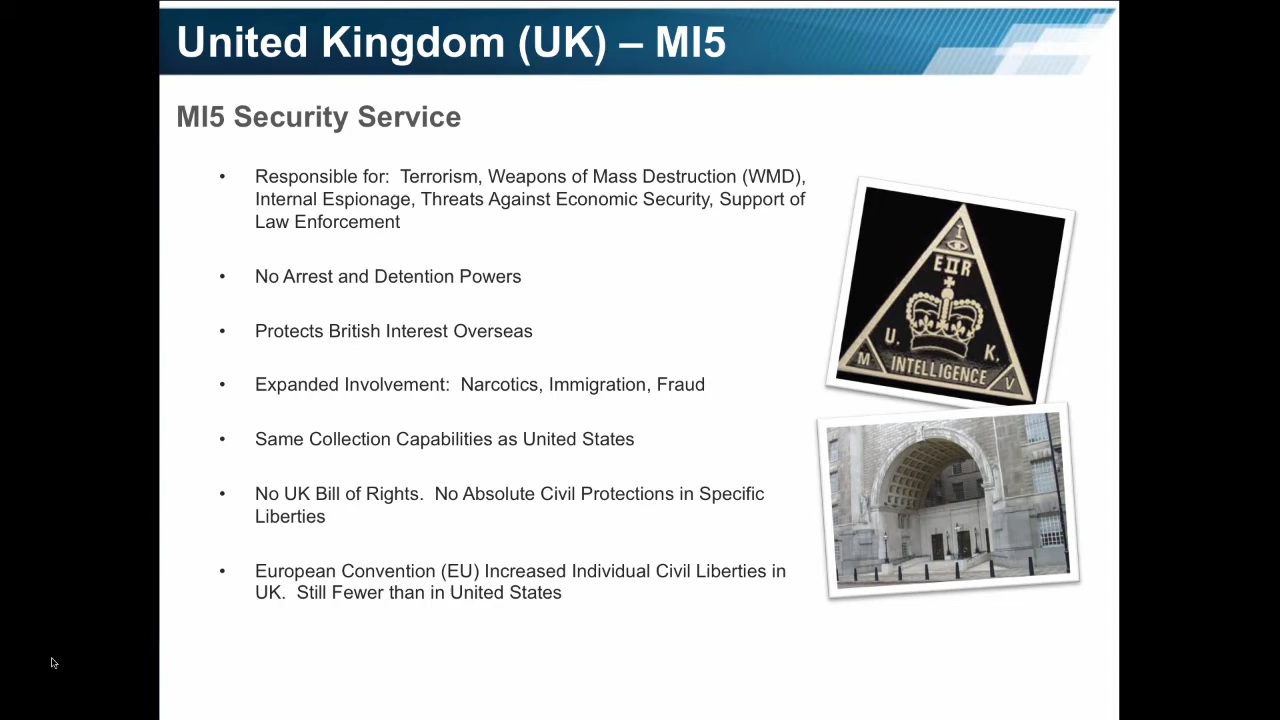 United Kingdom (UK) – MI5
MI5 Security Service
• Responsible for:  Terrorism, Weapons of Mass Destruction (WMD),
Internal Espionage, Threats Against Economic Security, Support of
Law Enforcement
• No Arrest and Detention Powers
• Protects British Interest Overseas
• Expanded Involvement:  Narcotics, Immigration, Fraud
• Same Collection Capabilities as United States
• No UK Bill of Rights.  No Absolute Civil Protections in Specific
Liberties
• European Convention (EU) Increased Individual Civil Liberties in
UK.  Still Fewer than in United States
I
EIIR
U. K.
M INTELLIGENCE V